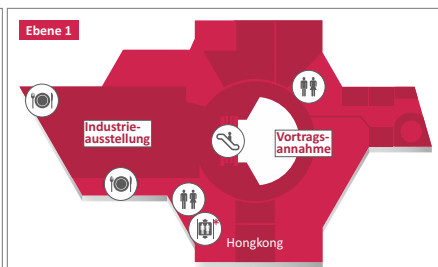 Ebene 1
Industrie-
ausstellung
Vortrags-
annahme
*
Hongkong